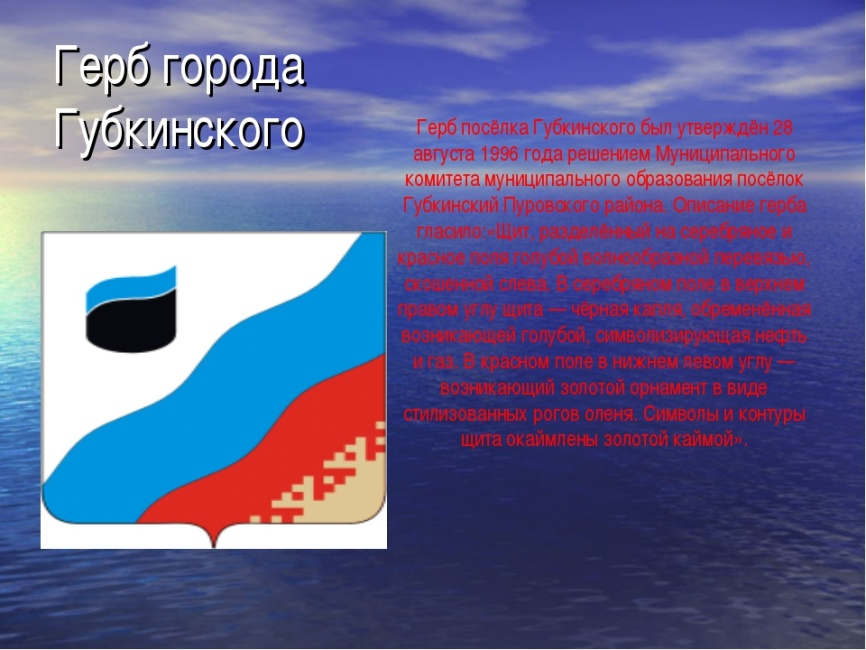 Герб города
Губкинского
Герб посёлка Губкинского был утверждён 28
августа 1996 года решением Муниципального
комитета муниципального образования посёлок
Губкинский Пуровского района. Описание герба
гласило:«Щит, разделённый на серебряное и
красное поля голубой волнообразной перевязью,
скошенной слева. В серебряном поле в верхнем
правом углу щита — чёрная капля, обременённая
возникающей голубой, символизирующая нефть
и газ. В красном поле в нижнем левом углу —
возникающий золотой орнамент в виде
стилизованных рогов оленя. Символы и контуры
щита окаймлены золотой каймой».